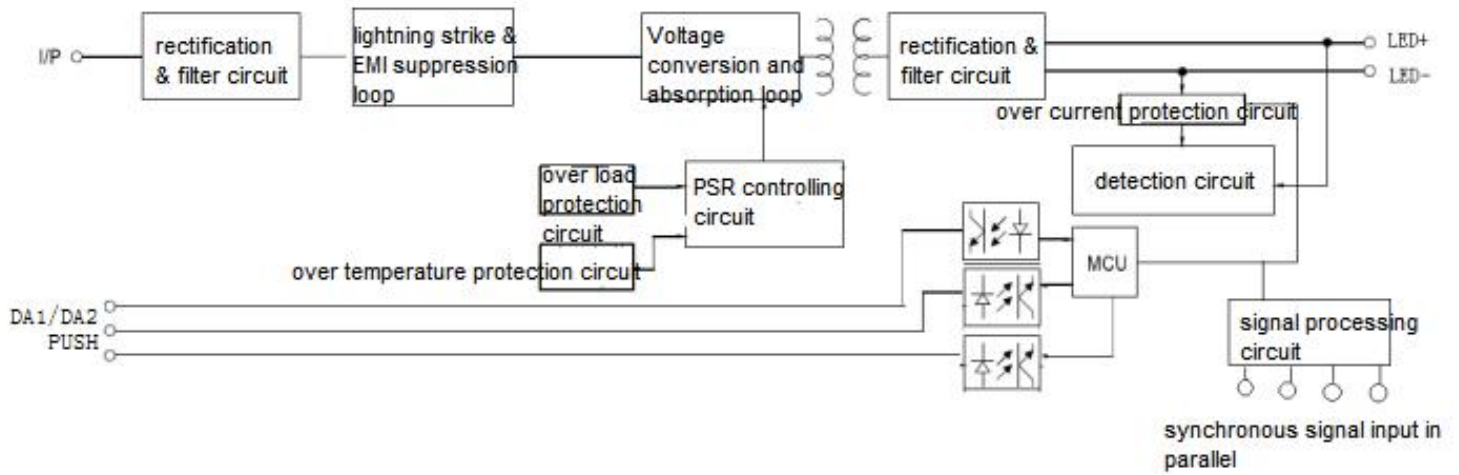 I/P
rectification
& filter circuit
lightning strike &
EMI suppression
loop
Voltage
conversion and
absorption loop
rectification &
filter circuit
LED+
LED-
over current protection circuit
detection circuit
over load
protection
circuit
PSR controlling
circuit
over temperature protection circuit
MCU
DA1/DA2
PUSH
signal processing
circuit
synchronous signal input in
parallel